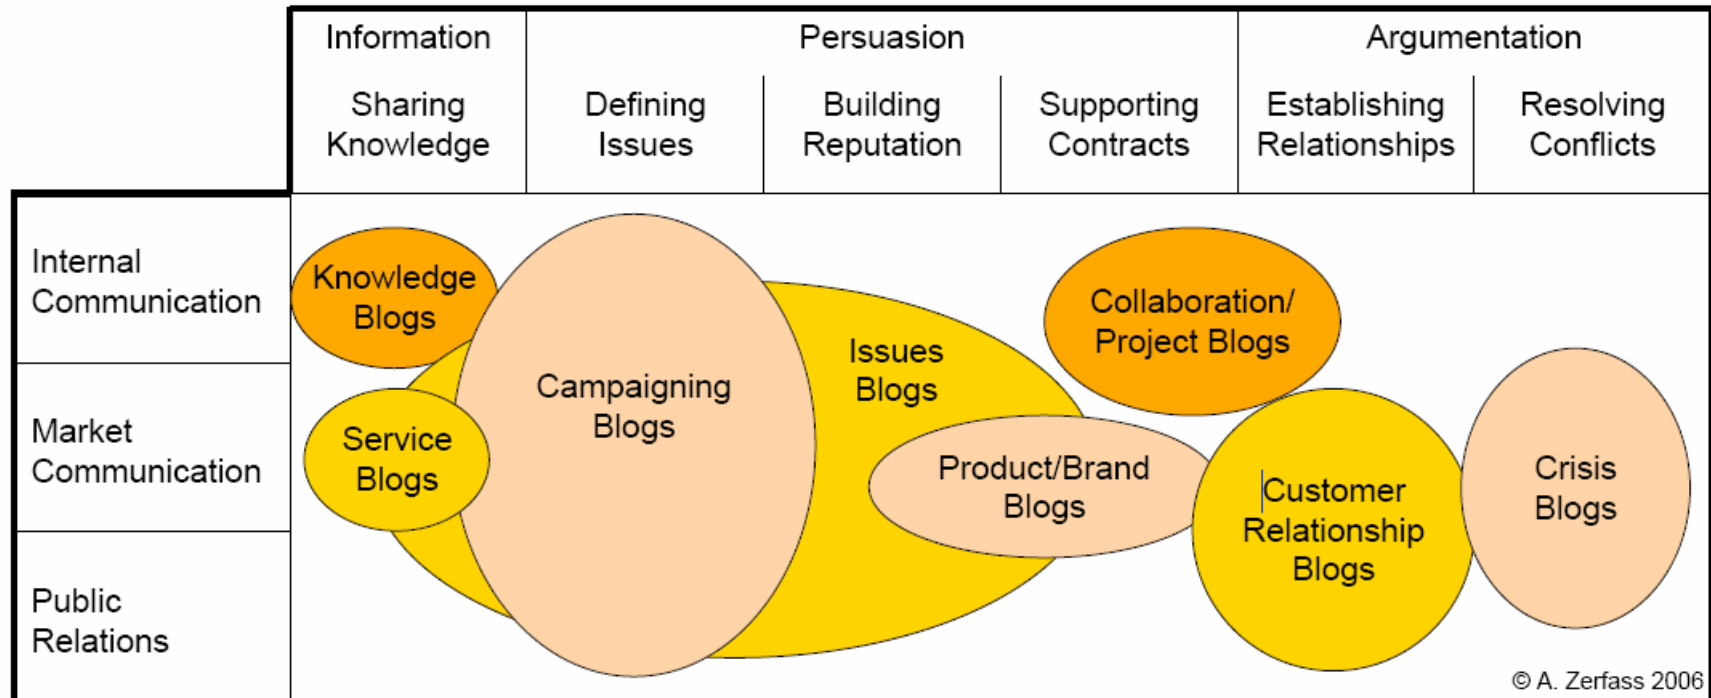 Information
Persuasion
Argumentation
Sharing
Knowledge
Defining
Issues
Building
Reputation
Supporting
Contracts
Establishing
Relationships
Resolving
Conflicts
Internal
Communication
Knowledge
Blogs
Collaboration/
Project Blogs
Issues
Blogs
Campaigning
Blogs
Market
Communication
Service
Blogs
Product/Brand
Blogs
Customer
Relationship
Blogs
Crisis
Blogs
Public
Relations
© A. Zerfass 2006